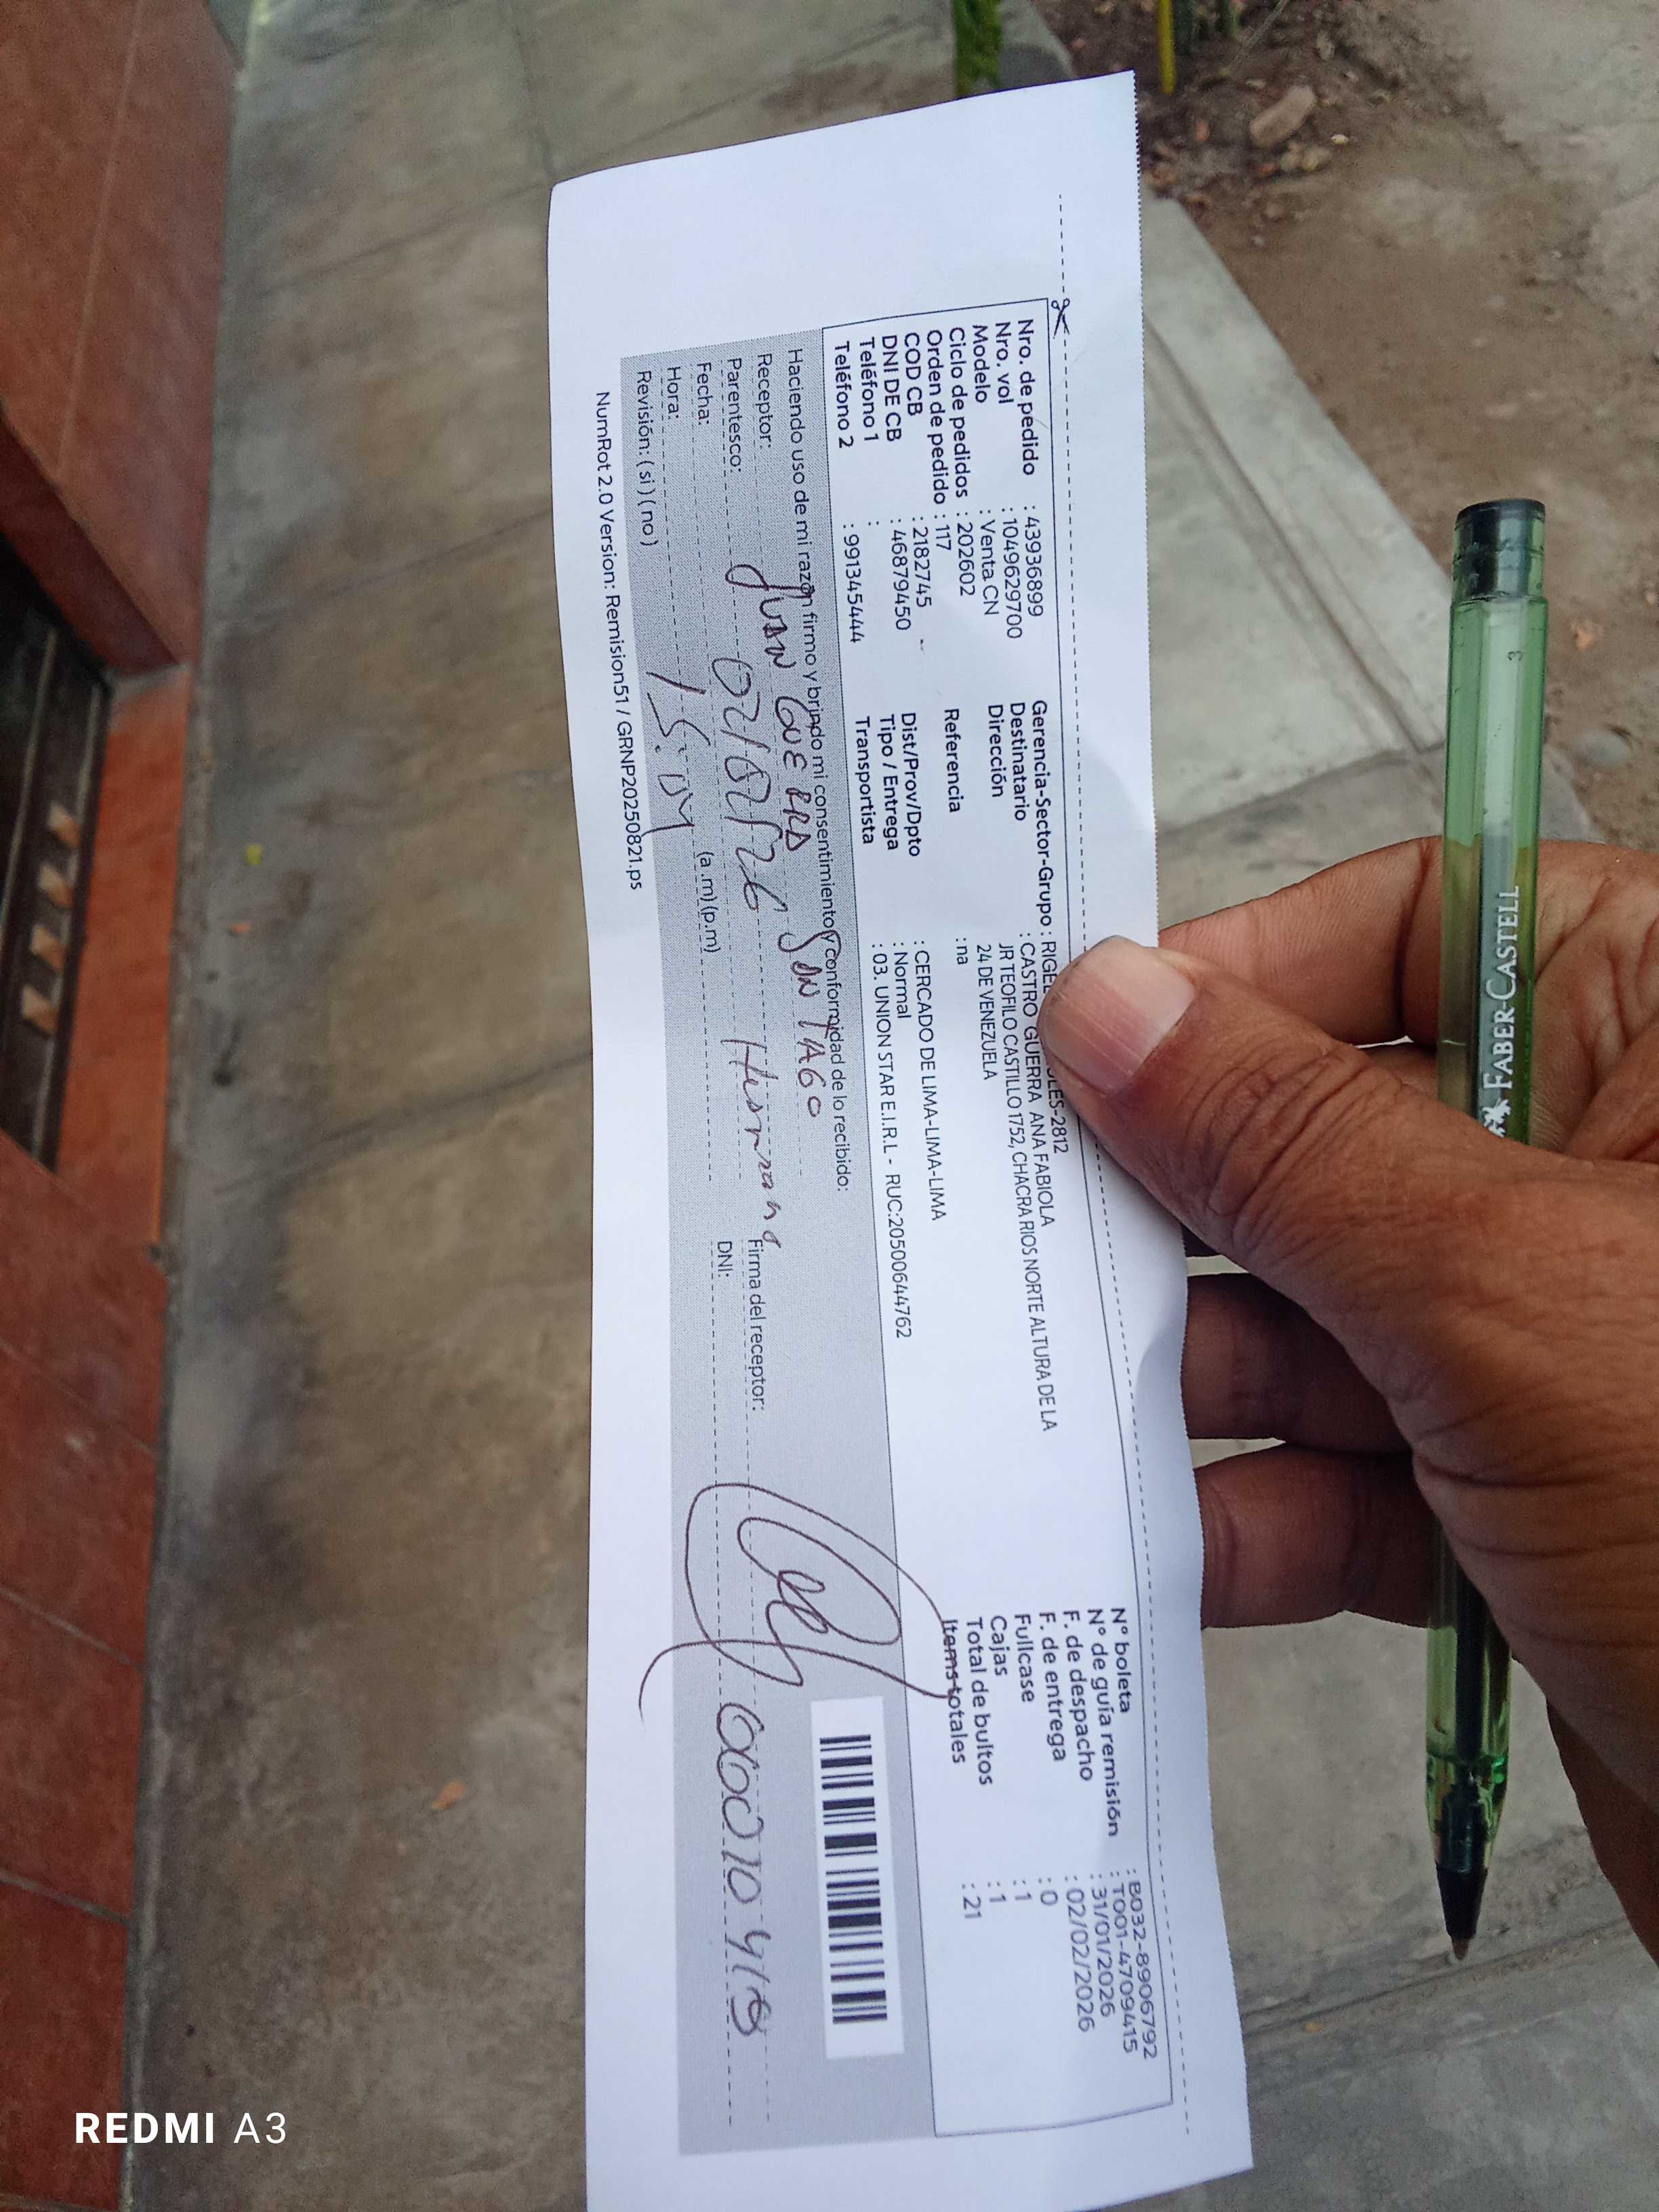 Nro. de pedido : 43936899
Nro. vol : 1049629700
Modelo : Venta CN
Ciclo de pedidos : 202602
Orden de pedido : 117
COD CB : 2182745
DNI DE CB : 46879450
Teléfono 1 :
Teléfono 2 : 991345444
Gerencia-Sector-Grupo : RIGEL LES-2812
Destinatario : CASTRO GUERRA ANA FABIOLA
Dirección JR TEOFILO CASTILLO 1752, CHACRA RIOS NORTE ALTURA DE LA
24 DE VENEZUELA
Referencia : na
Dist/Prov/Dpto : CERCADO DE LIMA-LIMA-LIMA
Tipo / Entrega : Normal
Transportista : 03. UNION STAR E.I.R.L - RUC:20500644762
N° boleta : B032-8906792
N° de guía remisión : T001-4709415
F. de despacho : 31/01/2026
F. de entrega : 02/02/2026
Fullcase : 0
Cajas : 1
Total de bultos : 1
Items totales : 21
Haciendo uso de mi razón firmo y brindo mi consentimiento y conformidad de lo recibido:
Receptor: JUAN GUERRA
Parentesco:
Fecha: 02/02/26
Hora: (a.m) (p.m)
Revisión: ( si ) ( no )
Firma del receptor:
DNI:
NumRot 2.0 Version: Remision51 / GRNP20250821.ps
FABER-CASTELL
REDMI A3